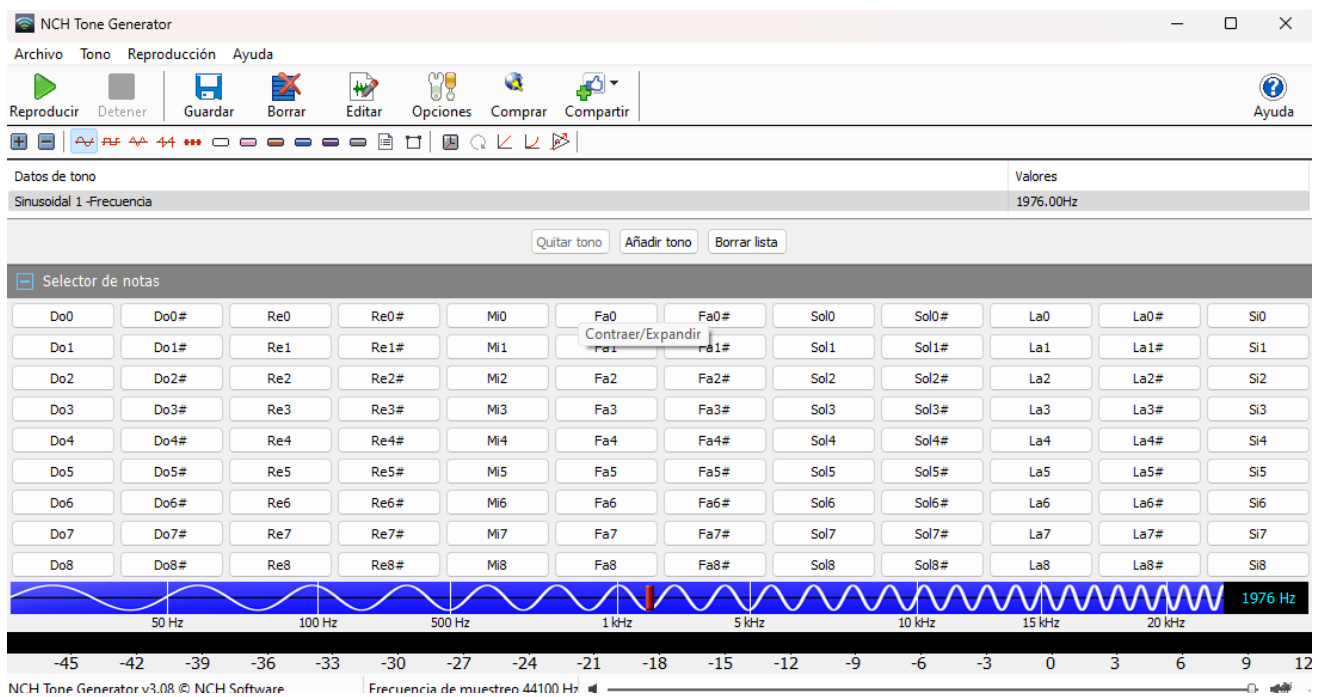 NCH Tone Generator
Archivo Tono Reproducción Ayuda
Reproducir Detener Guardar Borrar Editar Opciones Comprar Compartir Ayuda
Datos de tono Valores
Sinusoidal 1 -Frecuencia 1976.00Hz
Quitar tono Añadir tono Borrar lista
Selector de notas
Do0 Do0# Re0 Re0# Mi0 Fa0 Fa0# Sol0 Sol0# La0 La0# Si0
Contraer/Expandir
Do1 Do1# Re1 Re1# Mi1 Fa1 Fa1# Sol1 Sol1# La1 La1# Si1
Do2 Do2# Re2 Re2# Mi2 Fa2 Fa2# Sol2 Sol2# La2 La2# Si2
Do3 Do3# Re3 Re3# Mi3 Fa3 Fa3# Sol3 Sol3# La3 La3# Si3
Do4 Do4# Re4 Re4# Mi4 Fa4 Fa4# Sol4 Sol4# La4 La4# Si4
Do5 Do5# Re5 Re5# Mi5 Fa5 Fa5# Sol5 Sol5# La5 La5# Si5
Do6 Do6# Re6 Re6# Mi6 Fa6 Fa6# Sol6 Sol6# La6 La6# Si6
Do7 Do7# Re7 Re7# Mi7 Fa7 Fa7# Sol7 Sol7# La7 La7# Si7
Do8 Do8# Re8 Re8# Mi8 Fa8 Fa8# Sol8 Sol8# La8 La8# Si8
1976 Hz
50 Hz 100 Hz 500 Hz 1 kHz 5 kHz 10 kHz 15 kHz 20 kHz
-45 -42 -39 -36 -33 -30 -27 -24 -21 -18 -15 -12 -9 -6 -3 0 3 6 9 12
NCH Tone Generator v3.08 © NCH Software Frecuencia de muestreo 44100 Hz